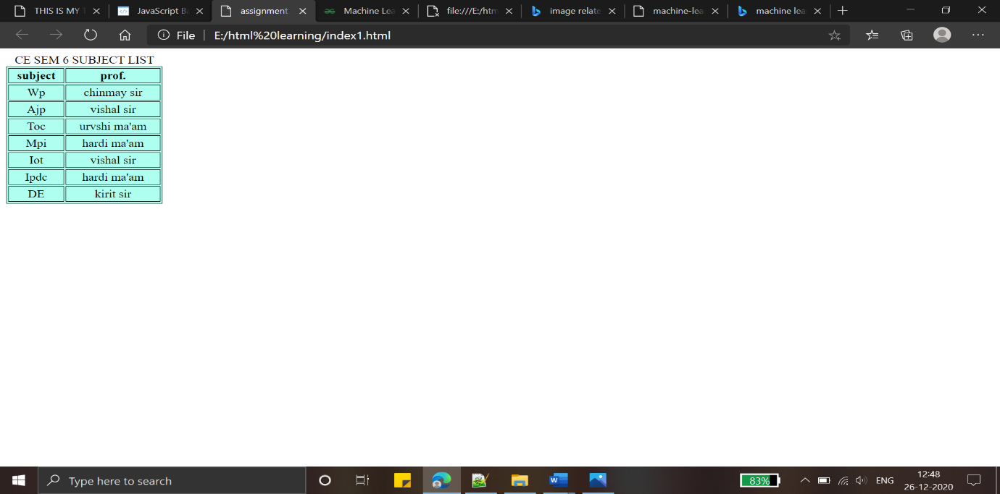 THIS IS MY
JavaScript B
assignment
Machine Lea
file:///E:/htm
image relate
machine-lea
machine lea
File
E:/html%20learning/index1.html
CE SEM 6 SUBJECT LIST
subject prof.
Wp chinmay sir
Ajp vishal sir
Toc urvshi ma'am
Mpi hardi ma'am
Iot vishal sir
Ipdc hardi ma'am
DE kirit sir
Type here to search
83%
ENG
12:48
26-12-2020